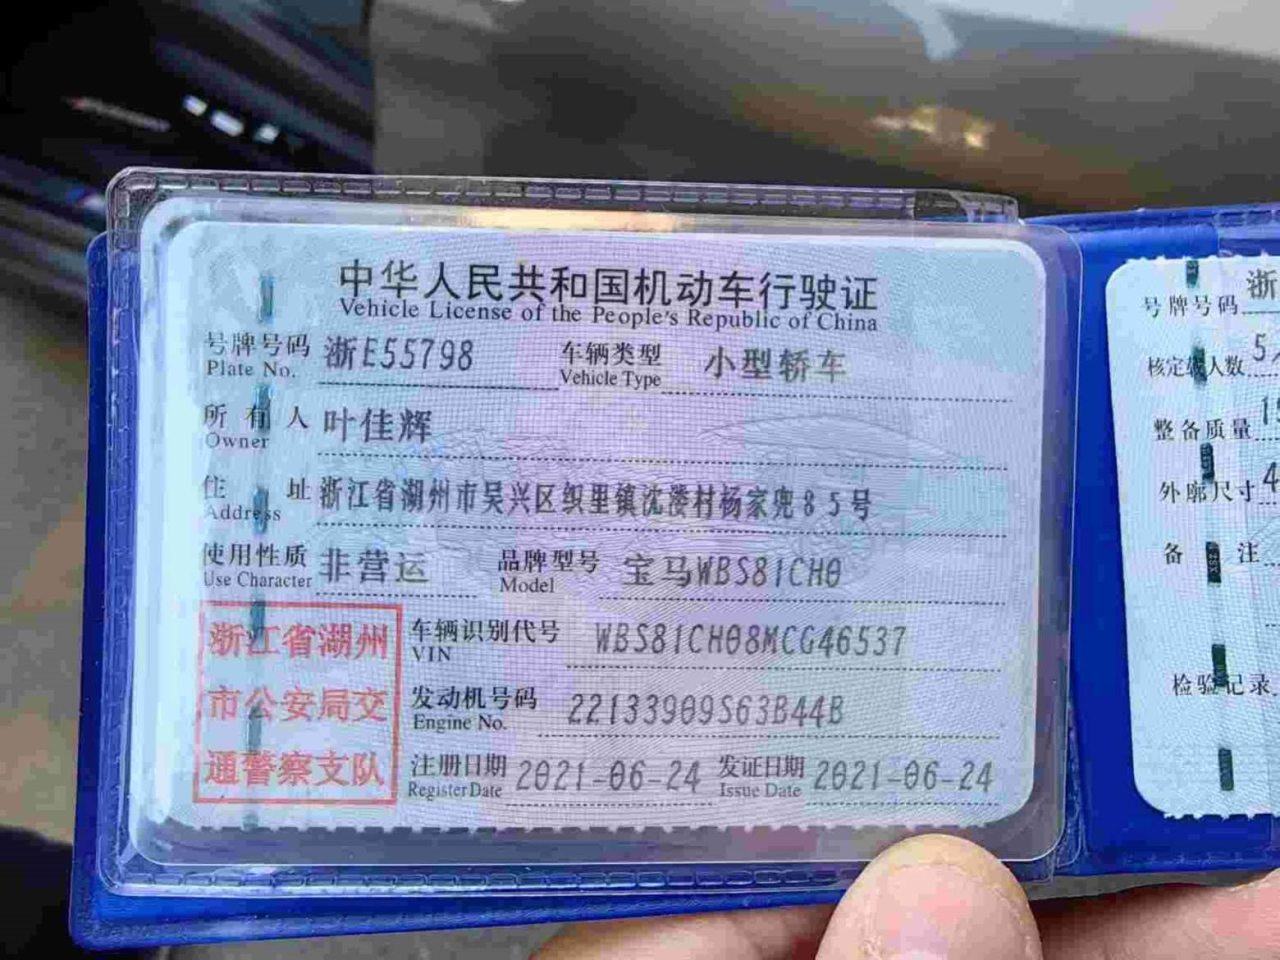 中华人民共和国机动车行驶证
Vehicle License of the People's Republic of China
号牌号码 浙E55798 车辆类型 小型轿车
Plate No. Vehicle Type
所有人 叶佳辉
Owner
住址 浙江省湖州市吴兴区织里镇沈溇村杨家兜85号
Address
使用性质 非营运 品牌型号 宝马WBS81CH0
Use Character Model
浙江省湖州
市公安局交
通警察支队
车辆识别代号 WBS81CH08MCG46537
VIN
发动机号码 22133909S63B44B
Engine No.
注册日期 2021-06-24 发证日期 2021-06-24
Register Date Issue Date
号牌号码 浙
核定载人数 5
整备质量
外廓尺寸 4
备注
检验记录